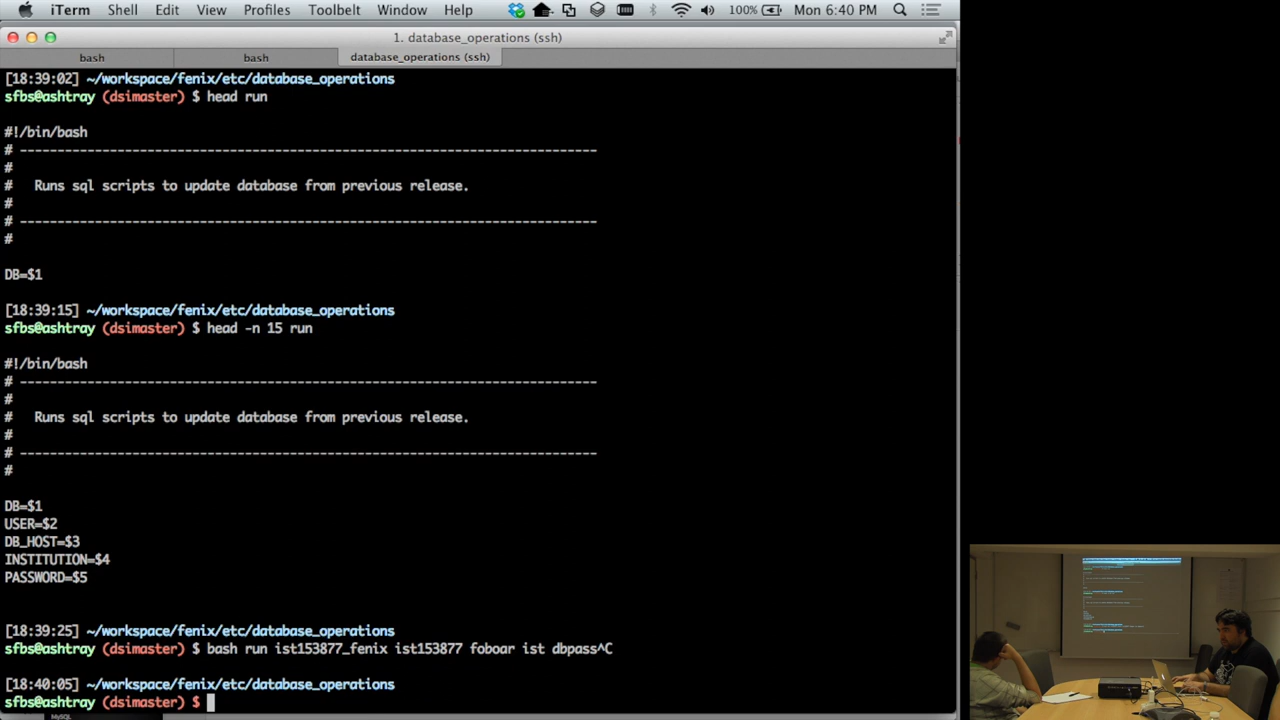 iTerm Shell Edit View Profiles Toolbelt Window Help 100% Mon 6:40 PM
1. database_operations (ssh)
bash bash database_operations (ssh)
[18:39:02] ~/workspace/fenix/etc/database_operations
sfbs@ashtray (dsimaster) $ head run
#!/bin/bash
# -----------------------------------------------------------------------------
#
#   Runs sql scripts to update database from previous release.
#
# -----------------------------------------------------------------------------
#
DB=$1
[18:39:15] ~/workspace/fenix/etc/database_operations
sfbs@ashtray (dsimaster) $ head -n 15 run
#!/bin/bash
# -----------------------------------------------------------------------------
#
#   Runs sql scripts to update database from previous release.
#
# -----------------------------------------------------------------------------
#
DB=$1
USER=$2
DB_HOST=$3
INSTITUTION=$4
PASSWORD=$5
[18:39:25] ~/workspace/fenix/etc/database_operations
sfbs@ashtray (dsimaster) $ bash run ist153877_fenix ist153877 foboar ist dbpass^C
[18:40:05] ~/workspace/fenix/etc/database_operations
sfbs@ashtray (dsimaster) $
MySQL